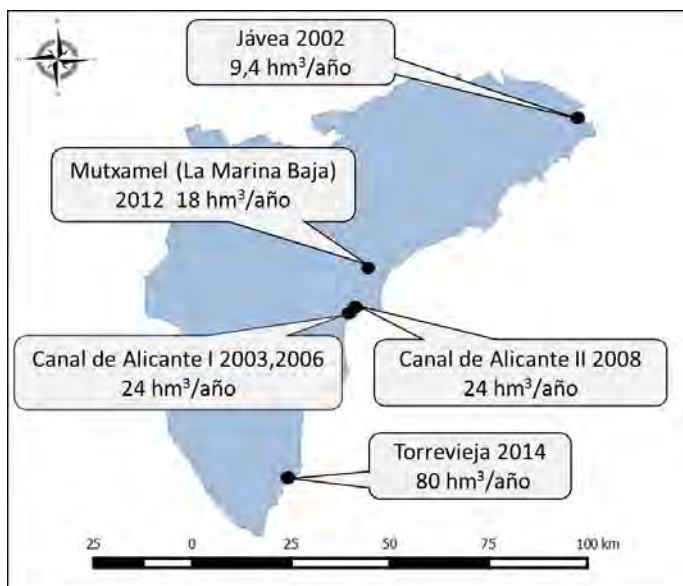 Jávea 2002
9,4 hm³/año
Mutxamel (La Marina Baja)
2012 18 hm³/año
Canal de Alicante I 2003,2006
24 hm³/año
Canal de Alicante II 2008
24 hm³/año
Torrevieja 2014
80 hm³/año
25 0 25 50 75 100 km